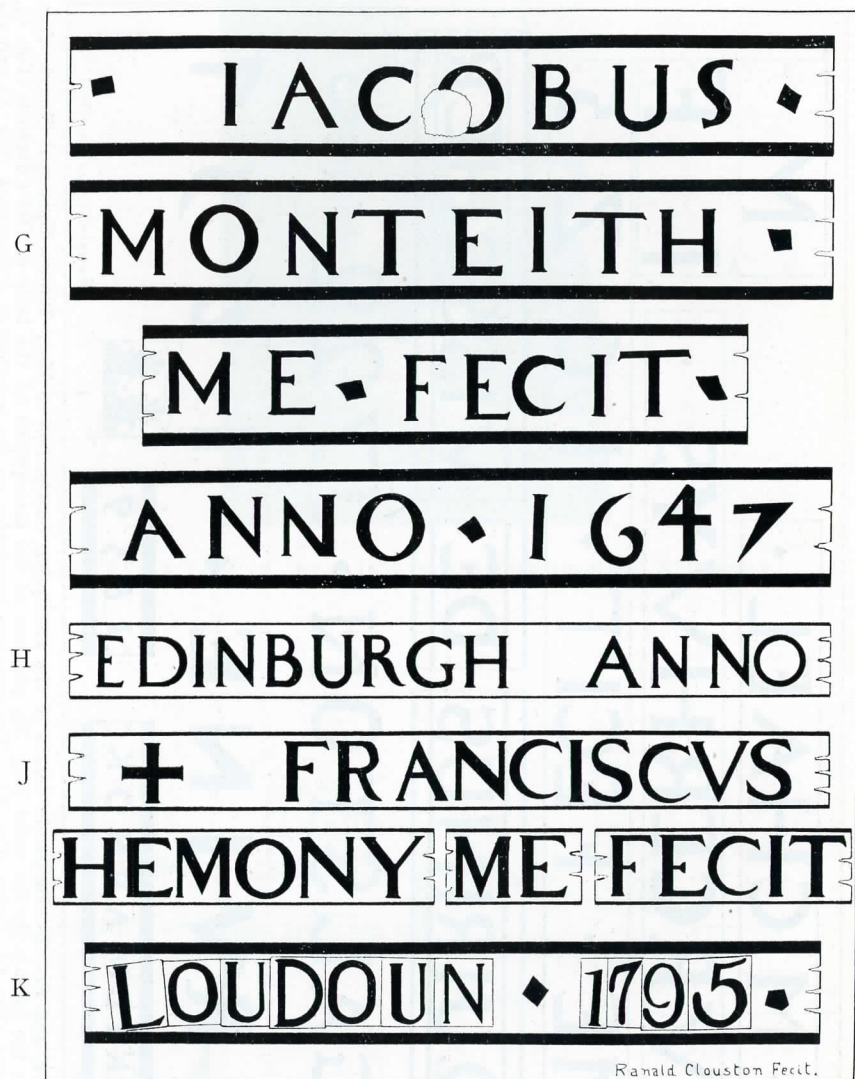 IACOBUS
G MONTEITH
ME FECIT
ANNO 1647
H EDINBURGH ANNO
J + FRANCISCVS
HEMONY ME FECIT
K LOUDOUN 1795
Ranald Clouston Fecit.